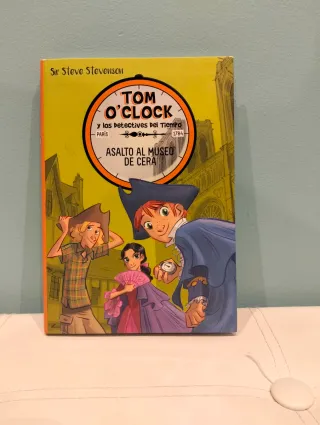 Sir Steve Stevenson
TOM
O'CLOCK
y los Detectives del Tiempo
PARÍS 1784
ASALTO AL MUSEO
DE CERA